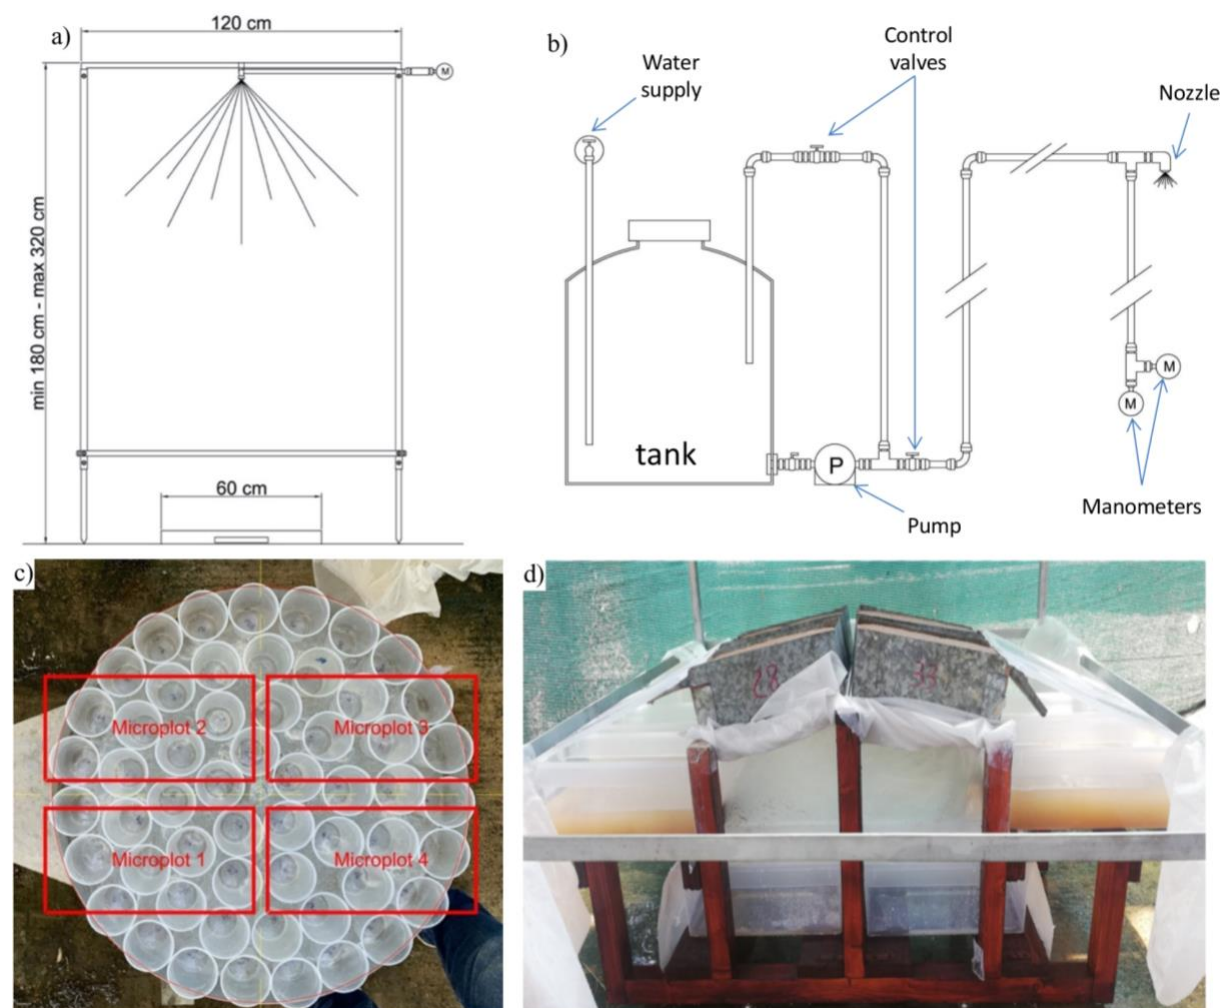 a)
120 cm
M
min 180 cm - max 320 cm
60 cm
b)
Water
supply
Control
valves
Nozzle
tank
P
M
M
Pump
Manometers
c)
Microplot 2
Microplot 3
Microplot 1
Microplot 4
d)
28
33